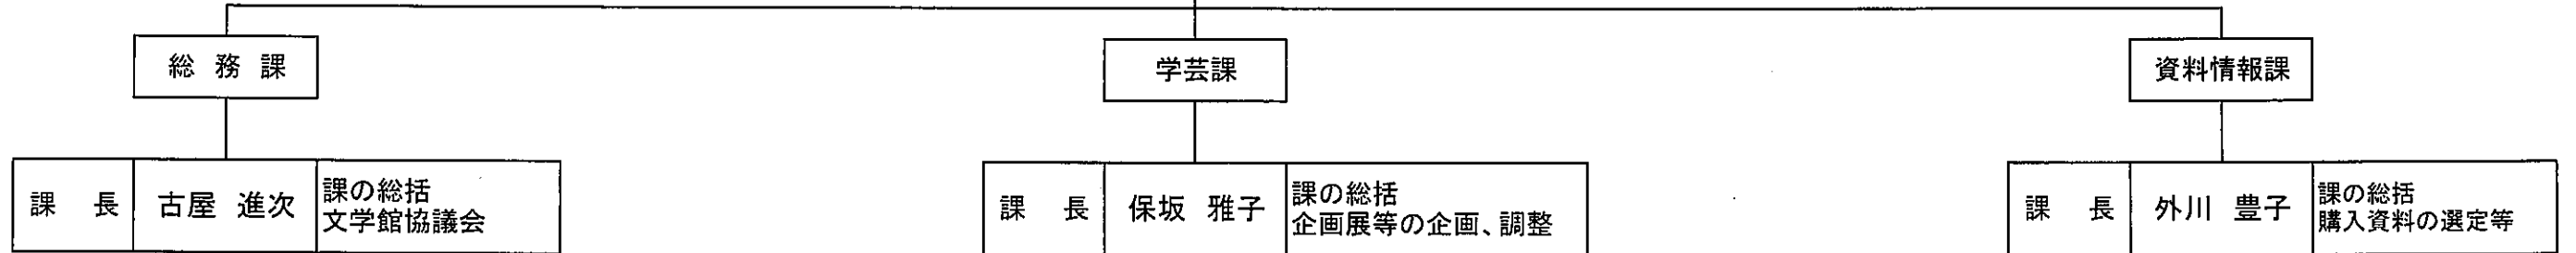 総務課
学芸課
資料情報課
課長 古屋 進次 課の総括
文学館協議会
課長 保坂 雅子 課の総括
企画展等の企画、調整
課長 外川 豊子 課の総括
購入資料の選定等